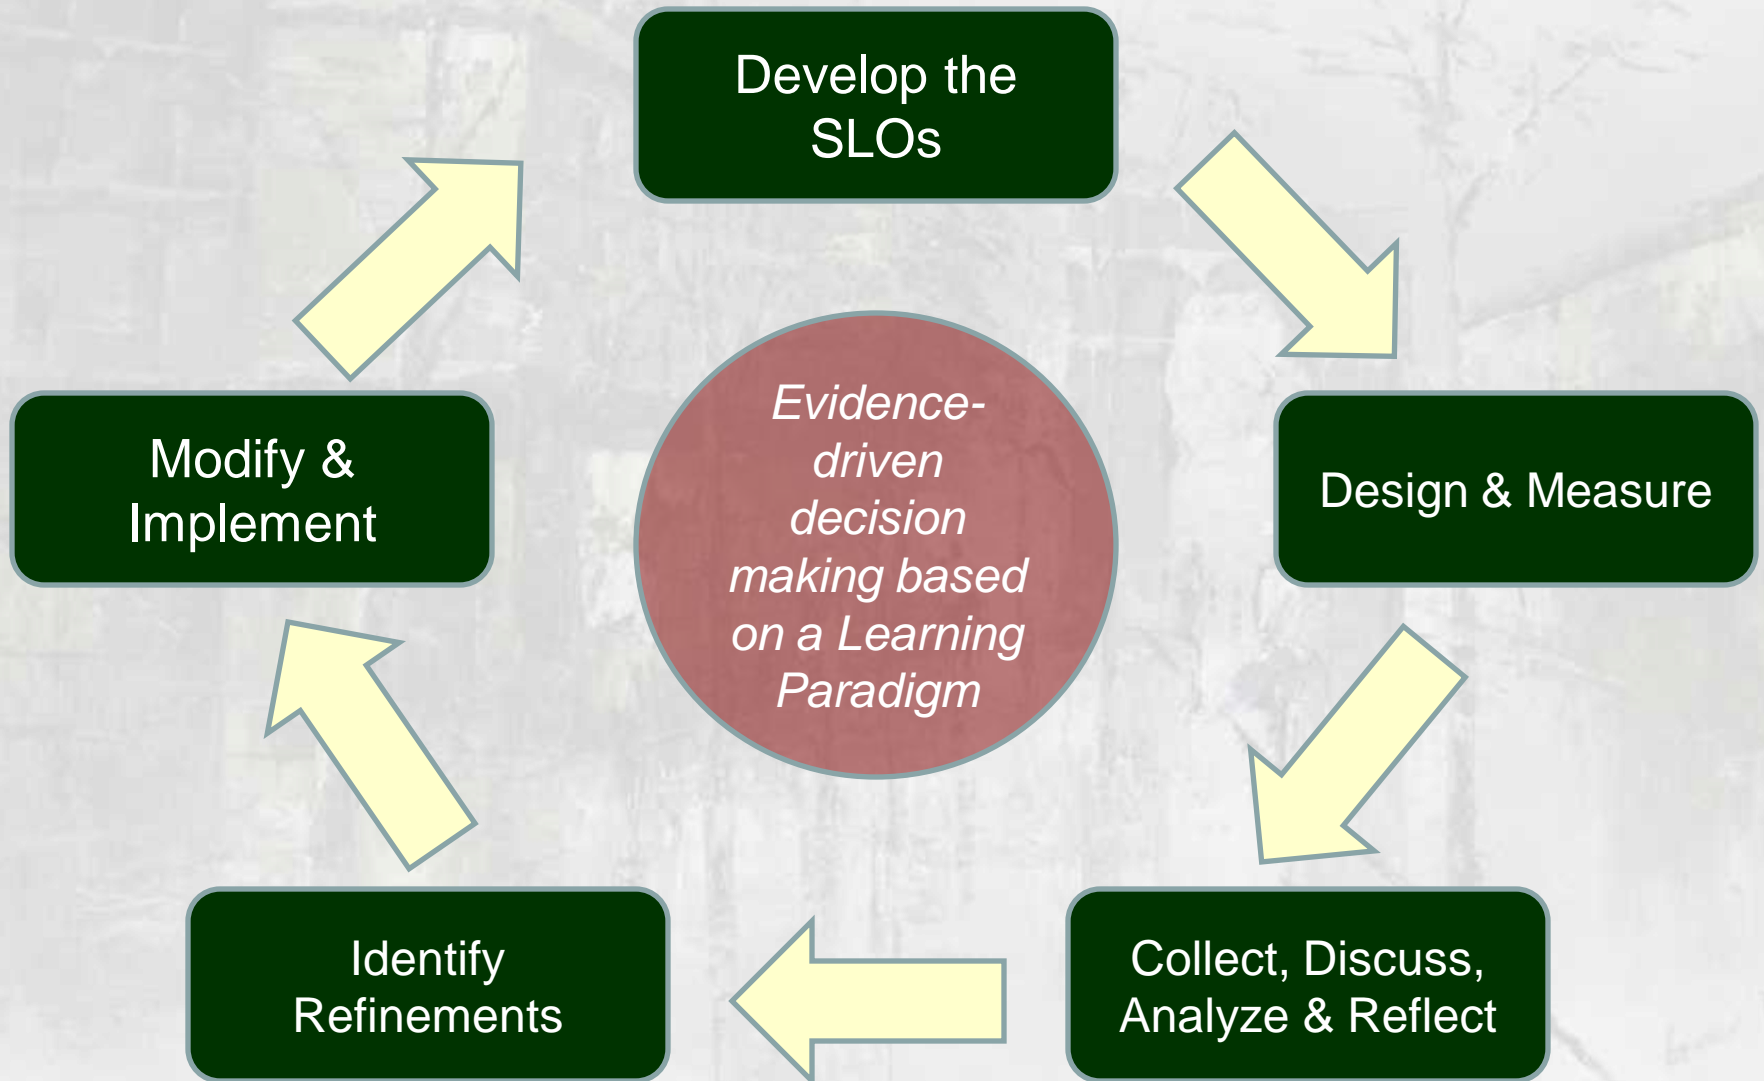 Develop the
SLOs
Design & Measure
Collect, Discuss,
Analyze & Reflect
Identify
Refinements
Modify &
Implement
Evidence-
driven
decision
making based
on a Learning
Paradigm